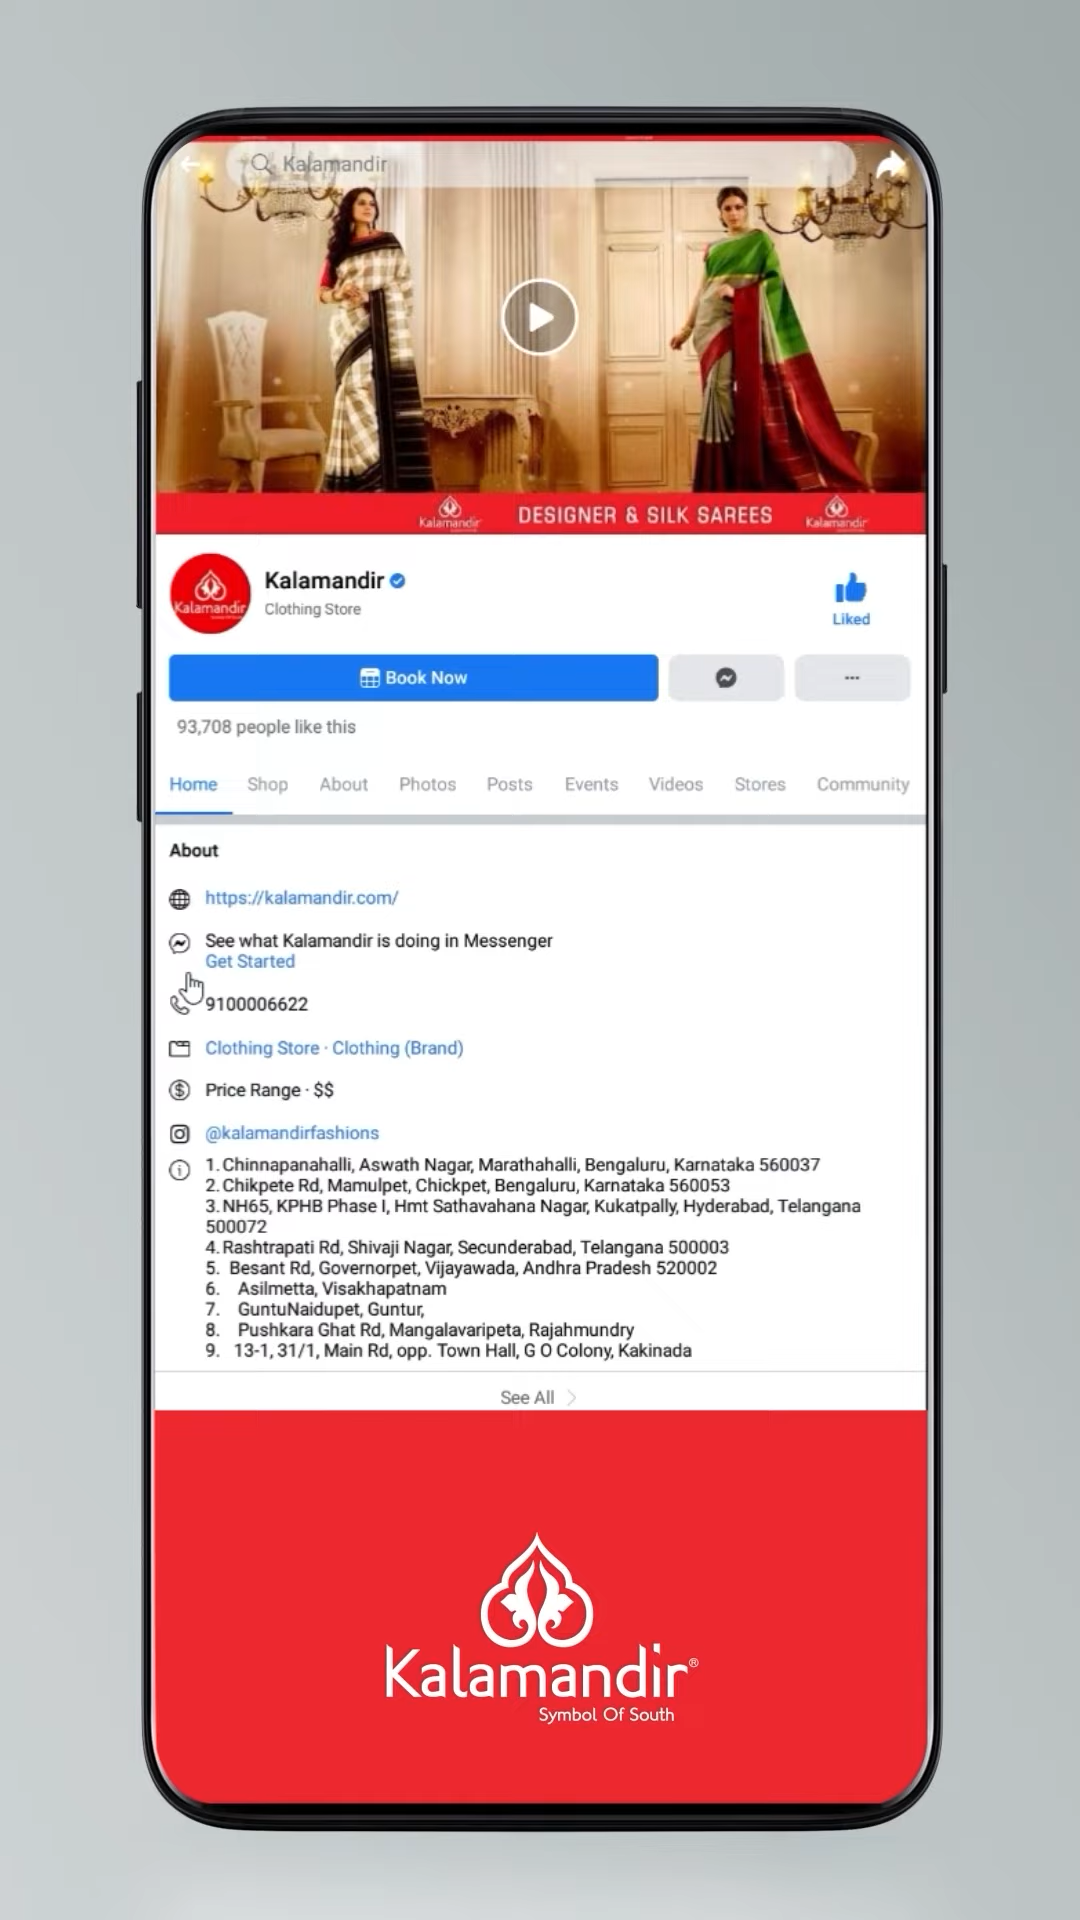 Kalamandir
Kalamandir
DESIGNER & SILK SAREES
Kalamandir
Kalamandir
Kalamandir
Clothing Store
Liked
Book Now
93,708 people like this
Home Shop About Photos Posts Events Videos Stores Community
About
https://kalamandir.com/
See what Kalamandir is doing in Messenger
Get Started
9100006622
Clothing Store · Clothing (Brand)
Price Range · $$
@kalamandirfashions
1. Chinnapanahalli, Aswath Nagar, Marathahalli, Bengaluru, Karnataka 560037
2. Chikpete Rd, Mamulpet, Chickpet, Bengaluru, Karnataka 560053
3. NH65, KPHB Phase I, Hmt Sathavahana Nagar, Kukatpally, Hyderabad, Telangana
500072
4. Rashtrapati Rd, Shivaji Nagar, Secunderabad, Telangana 500003
5. Besant Rd, Governorpet, Vijayawada, Andhra Pradesh 520002
6. Asilmetta, Visakhapatnam
7. GuntuNaidupet, Guntur,
8. Pushkara Ghat Rd, Mangalavaripeta, Rajahmundry
9. 13-1, 31/1, Main Rd, opp. Town Hall, G O Colony, Kakinada
See All
Kalamandir®
Symbol Of South